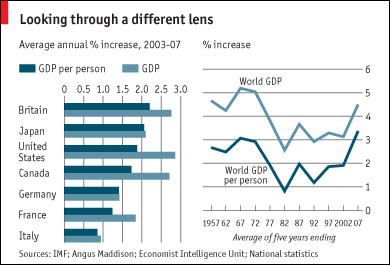 Looking through a different lens
Average annual % increase, 2003-07
GDP per person GDP
0 0.5 1.0 1.5 2.0 2.5 3.0
Britain
Japan
United
States
Canada
Germany
France
Italy
% increase
World GDP
World GDP
per person
6
5
4
3
2
1
0
1957 62 67 72 77 82 87 92 97 2002 07
Average of five years ending
Sources: IMF; Angus Maddison; Economist Intelligence Unit; National statistics